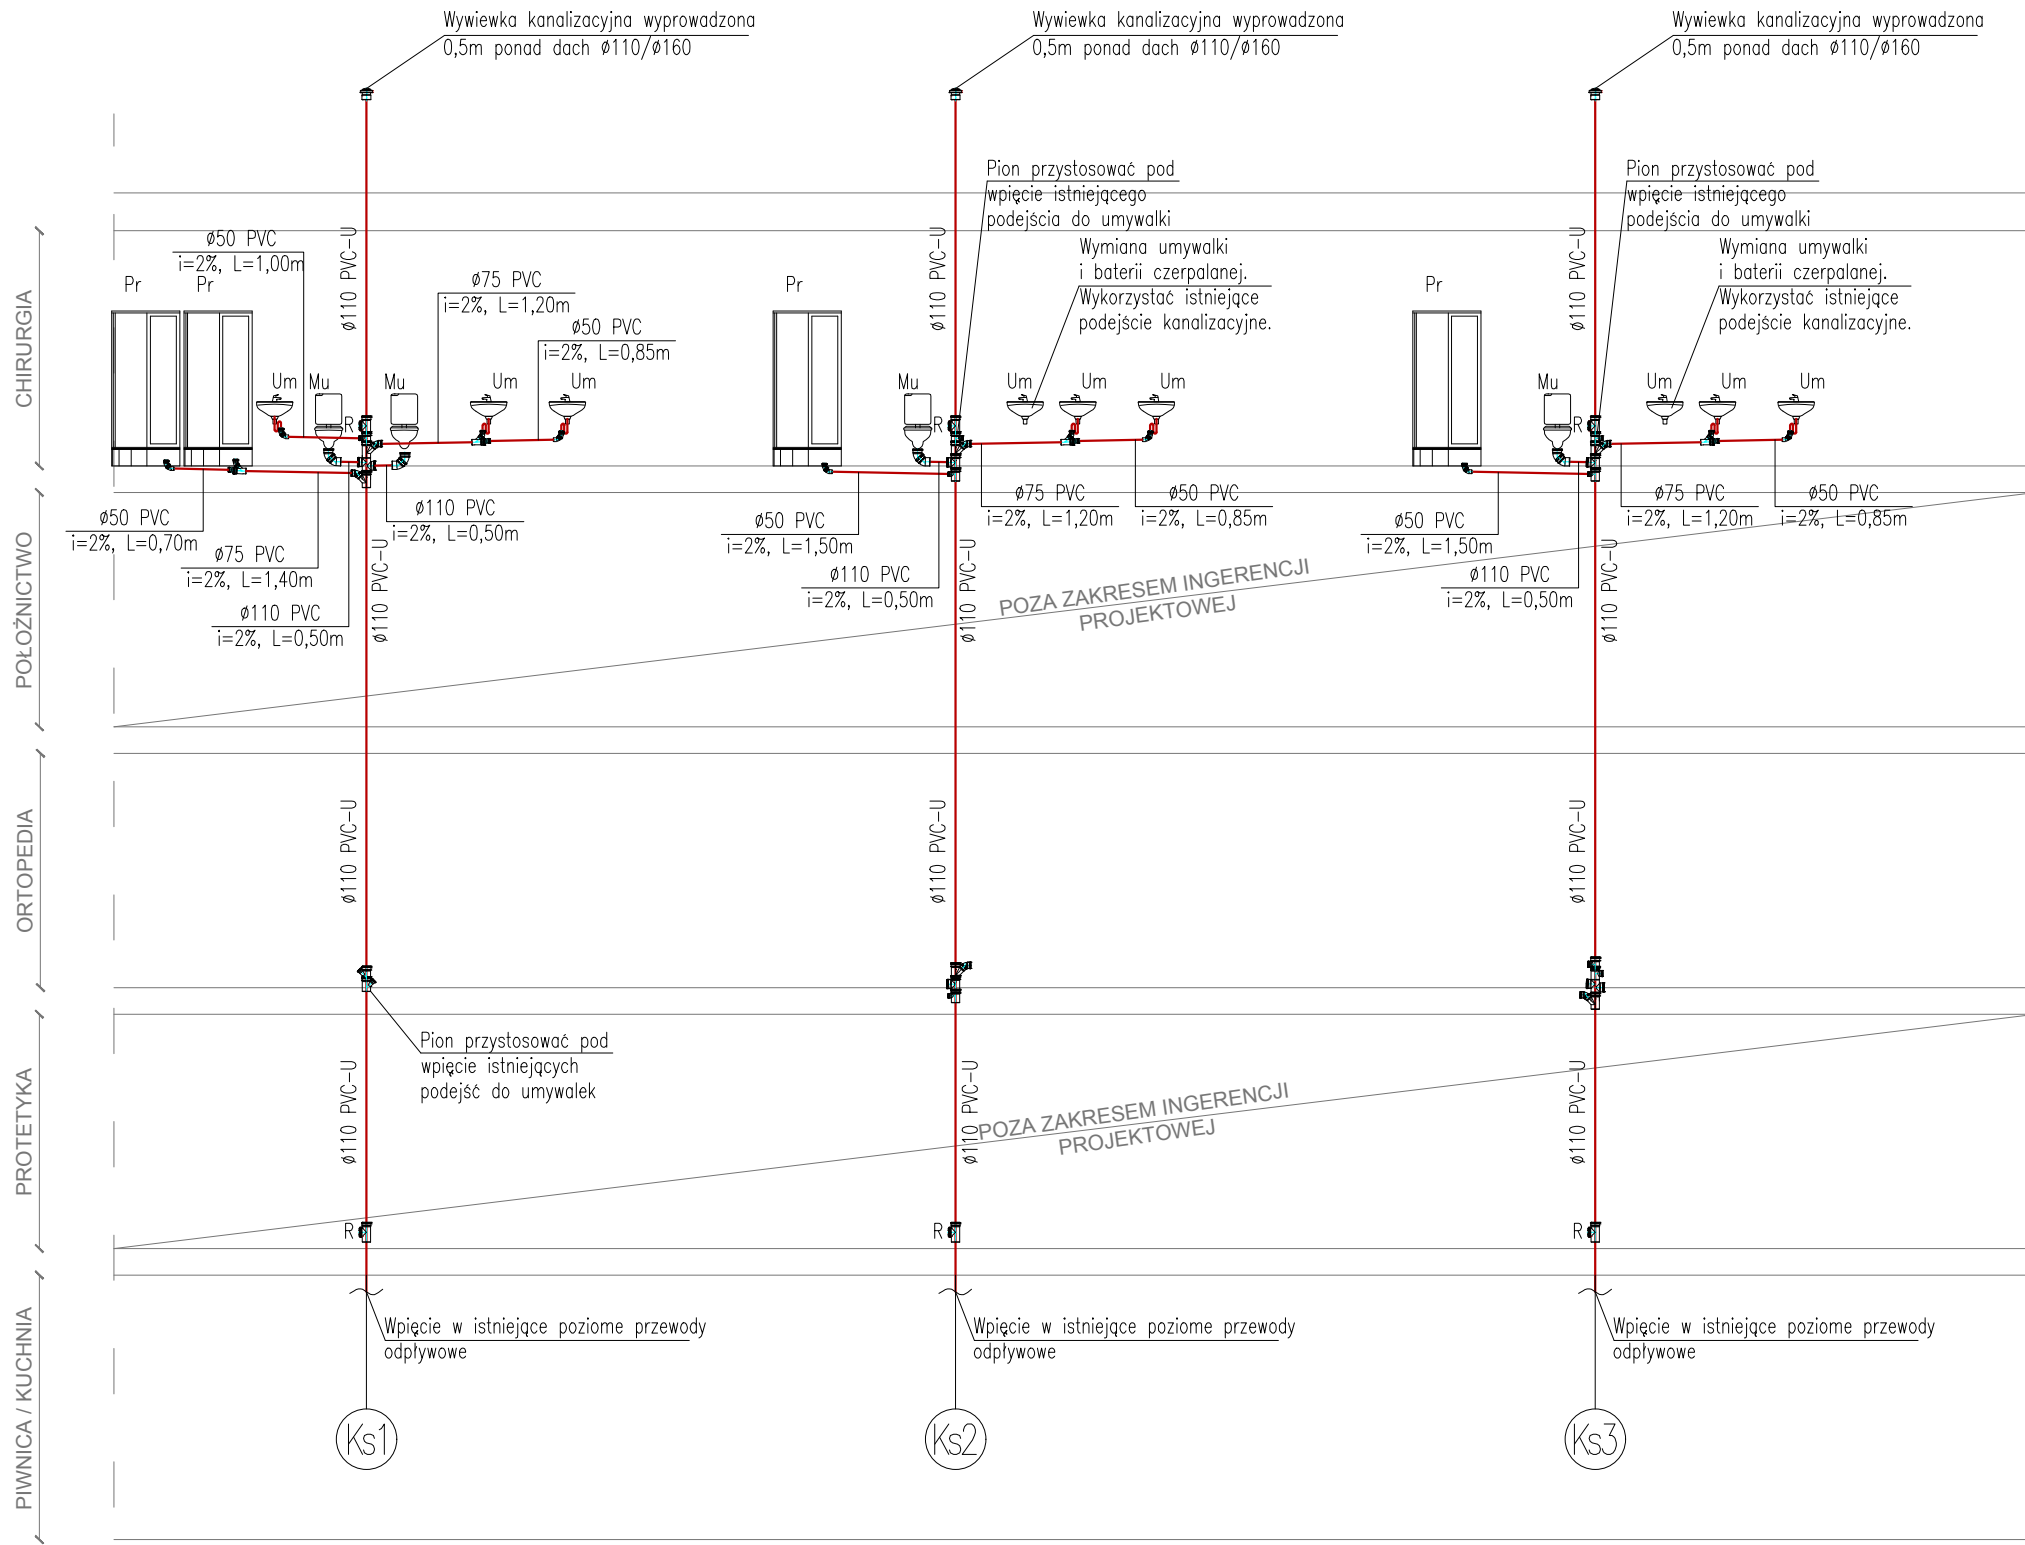 Wywiewka kanalizacyjna wyprowadzona
0,5m ponad dach ø110/ø160
Wywiewka kanalizacyjna wyprowadzona
0,5m ponad dach ø110/ø160
Wywiewka kanalizacyjna wyprowadzona
0,5m ponad dach ø110/ø160
CHIRURGIA
ø50 PVC
i=2%, L=1,00m
Pr
Pr
ø110 PVC-U
ø75 PVC
i=2%, L=1,20m
ø50 PVC
i=2%, L=0,85m
Um
Mu
Mu
Um
Um
R
Pion przystosować pod
wpięcie istniejącego
podejścia do umywalki
Wymiana umywalki
i baterii czerpalanej.
Wykorzystać istniejące
podejście kanalizacyjne.
Pr
ø110 PVC-U
Mu
Um
Um
Um
R
Pion przystosować pod
wpięcie istniejącego
podejścia do umywalki
Wymiana umywalki
i baterii czerpalanej.
Wykorzystać istniejące
podejście kanalizacyjne.
Pr
ø110 PVC-U
Mu
Um
Um
Um
R
POŁOŻNICTWO
ø50 PVC
i=2%, L=0,70m
ø75 PVC
i=2%, L=1,40m
ø110 PVC
i=2%, L=0,50m
ø110 PVC
i=2%, L=0,50m
ø110 PVC-U
ø50 PVC
i=2%, L=1,50m
ø110 PVC
i=2%, L=0,50m
ø75 PVC
i=2%, L=1,20m
ø50 PVC
i=2%, L=0,85m
ø110 PVC-U
POZA ZAKRESEM INGERENCJI
PROJEKTOWEJ
ø50 PVC
i=2%, L=1,50m
ø110 PVC
i=2%, L=0,50m
ø75 PVC
i=2%, L=1,20m
ø50 PVC
i=2%, L=0,85m
ø110 PVC-U
ORTOPEDIA
ø110 PVC-U
ø110 PVC-U
ø110 PVC-U
PROTETYKA
Pion przystosować pod
wpięcie istniejących
podejść do umywalek
ø110 PVC-U
ø110 PVC-U
POZA ZAKRESEM INGERENCJI
PROJEKTOWEJ
ø110 PVC-U
R
R
R
PIWNICA / KUCHNIA
Wpięcie w istniejące poziome przewody
odpływowe
Wpięcie w istniejące poziome przewody
odpływowe
Wpięcie w istniejące poziome przewody
odpływowe
Ks1
Ks2
Ks3